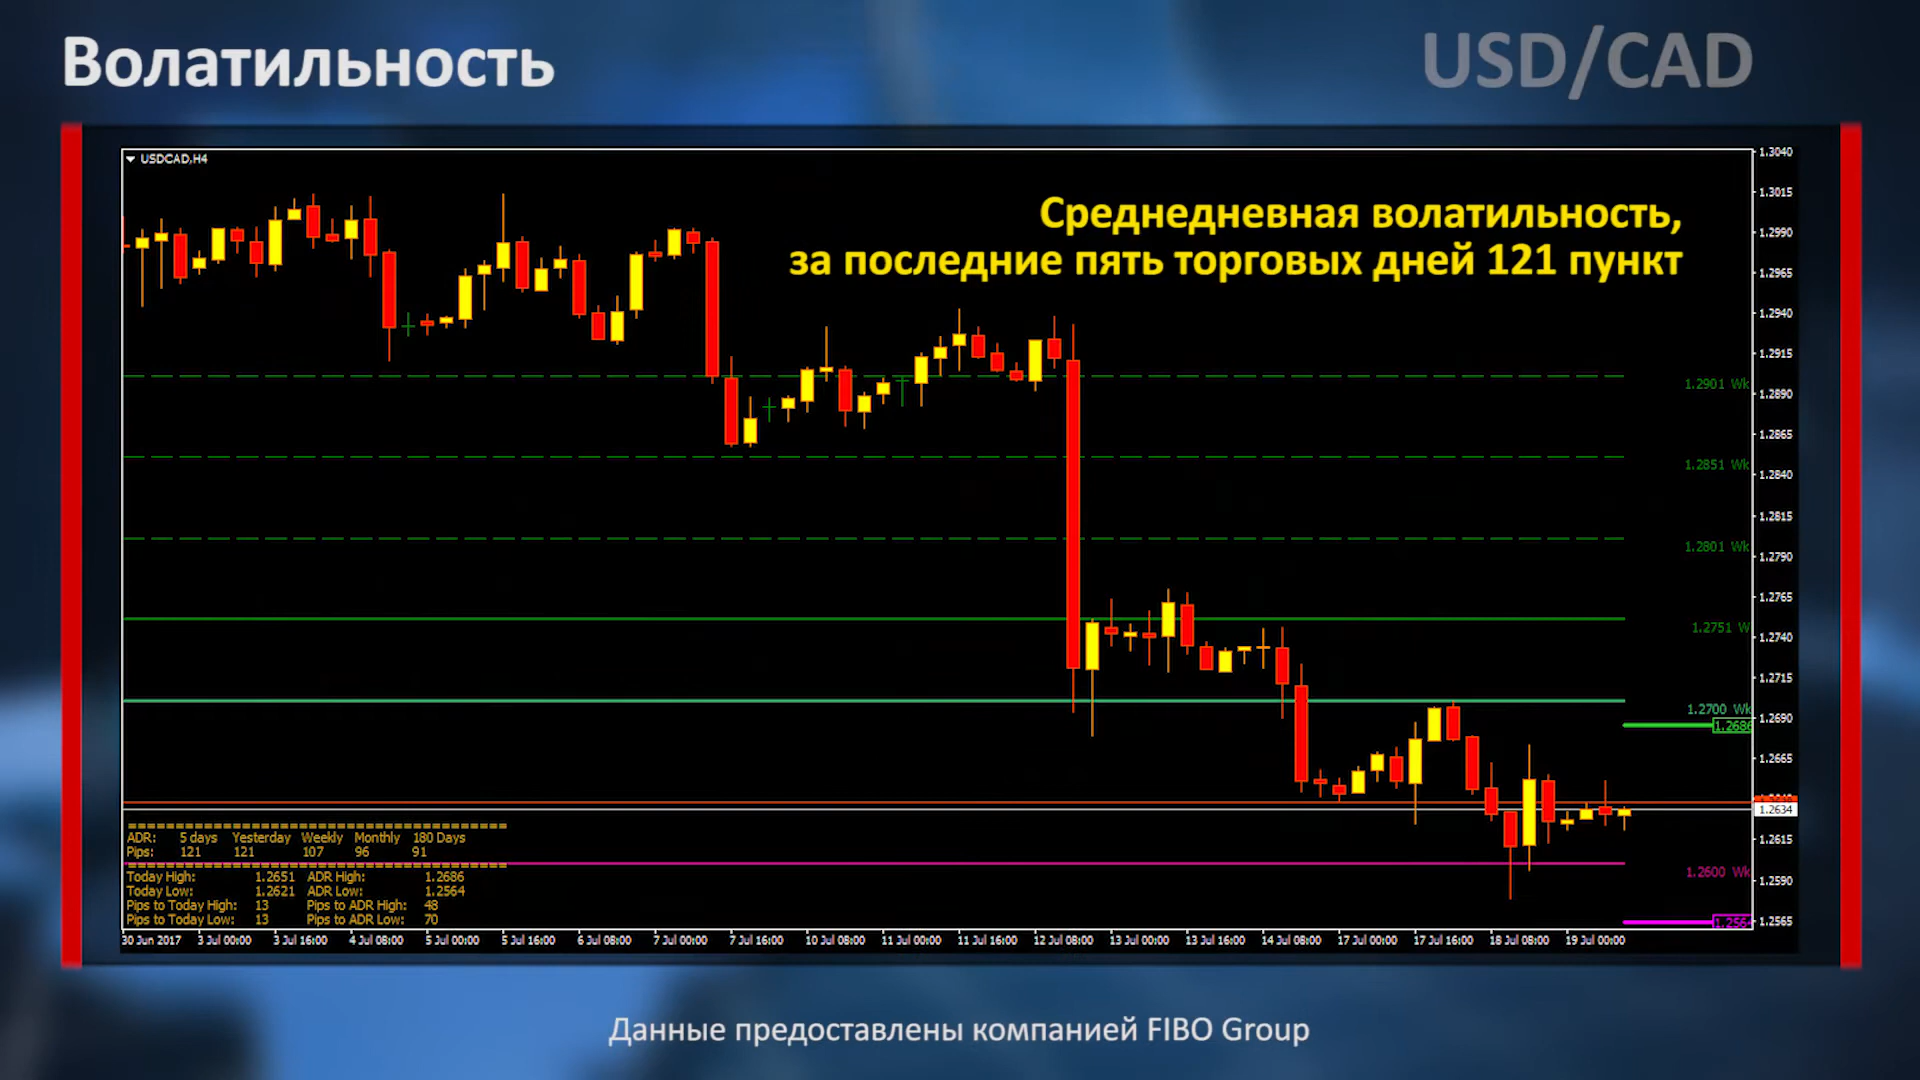 Волатильность
USD/CAD
USDCAD,H4
Среднедневная волатильность,
за последние пять торговых дней 121 пункт
1.3040
1.3015
1.2990
1.2965
1.2940
1.2915
1.2901 Wk
1.2890
1.2865
1.2851 Wk
1.2840
1.2815
1.2801 Wk
1.2790
1.2765
1.2751 W
1.2740
1.2715
1.2700 Wk
1.2690
1.2686
1.2665
1.2634
1.2615
1.2600 Wk
1.2590
1.2565
ADR: 5 days Yesterday Weekly Monthly 180 Days
Pips: 121 121 107 96 91
Today High: 1.2651 ADR High: 1.2686
Today Low: 1.2621 ADR Low: 1.2564
Pips to Today High: 13 Pips to ADR High: 48
Pips to Today Low: 13 Pips to ADR Low: 70
30 Jun 2017 3 Jul 00:00 3 Jul 16:00 4 Jul 08:00 5 Jul 00:00 5 Jul 16:00 6 Jul 08:00 7 Jul 00:00 7 Jul 16:00 10 Jul 08:00 11 Jul 00:00 11 Jul 16:00 12 Jul 08:00 13 Jul 00:00 13 Jul 16:00 14 Jul 08:00 17 Jul 00:00 17 Jul 16:00 18 Jul 08:00 19 Jul 00:00
Данные предоставлены компанией FIBO Group